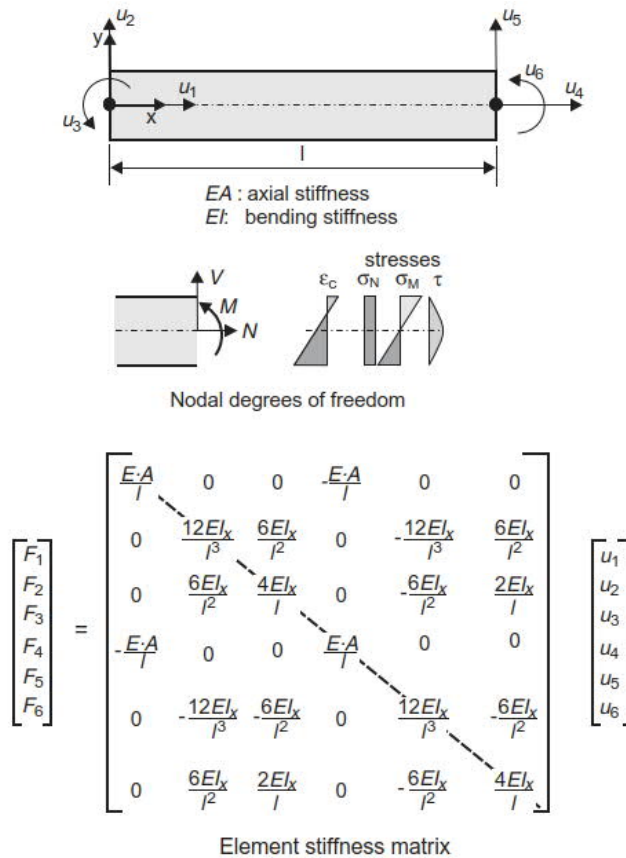 u2
y
u5
u6
u1
u4
u3
x
l
EA : axial stiffness
EI: bending stiffness
stresses
V
εc σN σM τ
M
N
Nodal degrees of freedom
F1 F2 F3 F4 F5 F6
=
E·A/l 0 0 -E·A/l 0 0
0 12EIx/l³ 6EIx/l² 0 -12EIx/l³ 6EIx/l²
0 6EIx/l² 4EIx/l 0 -6EIx/l² 2EIx/l
-E·A/l 0 0 E·A/l 0 0
0 -12EIx/l³ -6EIx/l² 0 12EIx/l³ -6EIx/l²
0 6EIx/l² 2EIx/l 0 -6EIx/l² 4EIx/l
u1 u2 u3 u4 u5 u6
Element stiffness matrix